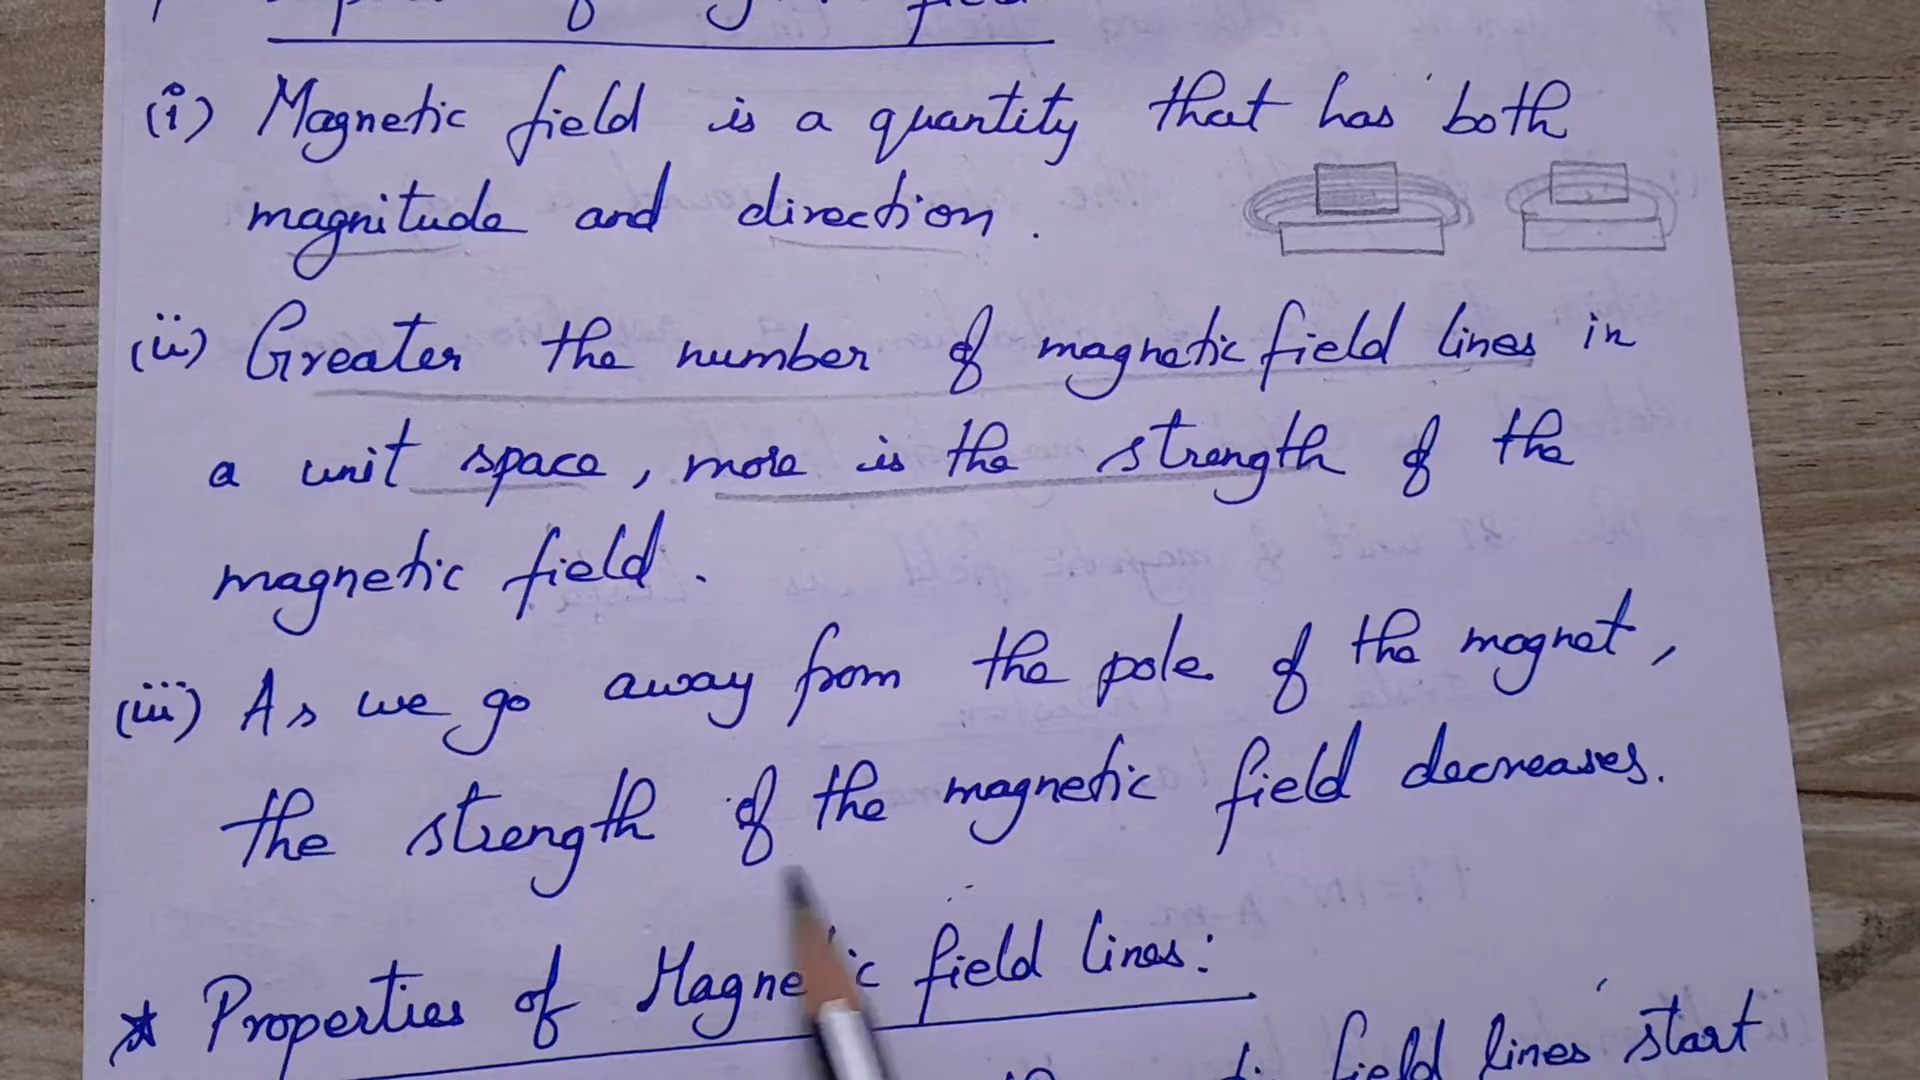 (i) Magnetic field is a quantity that has both
magnitude and direction.
(ii) Greater the number of magnetic field lines in
a unit space, more is the strength of the
magnetic field.
(iii) As we go away from the pole of the magnet,
the strength of the magnetic field decreases.
* Properties of Magnetic field lines:
field lines start